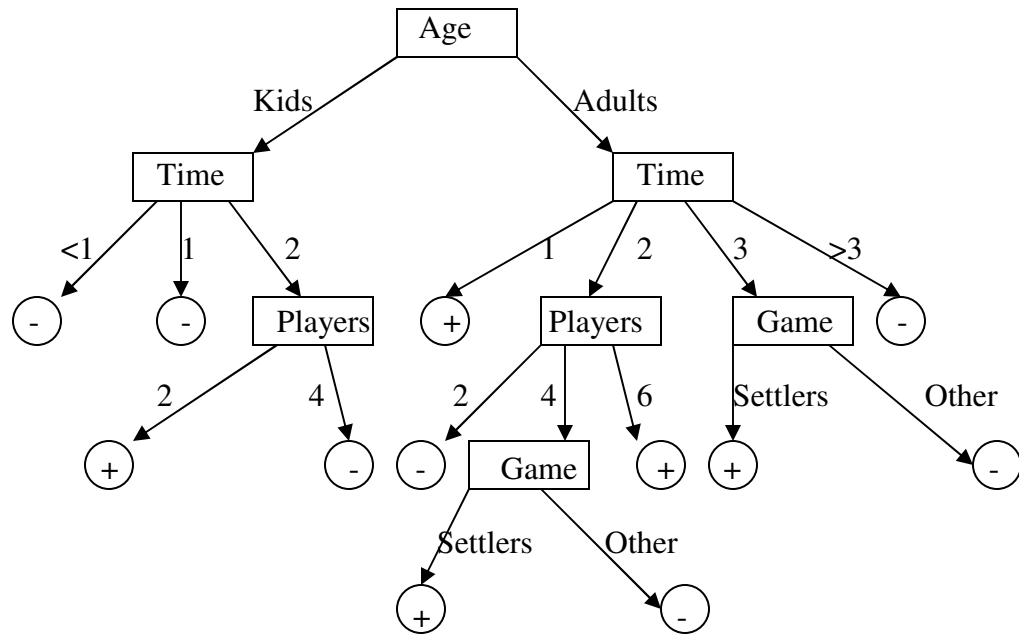 Age
Kids
Adults
Time
Time
<1
1
2
1
2
3
>3
-
-
Players
+
Players
Game
-
2
4
2
4
6
Settlers
Other
+
-
-
Game
+
+
-
Settlers
Other
+
-